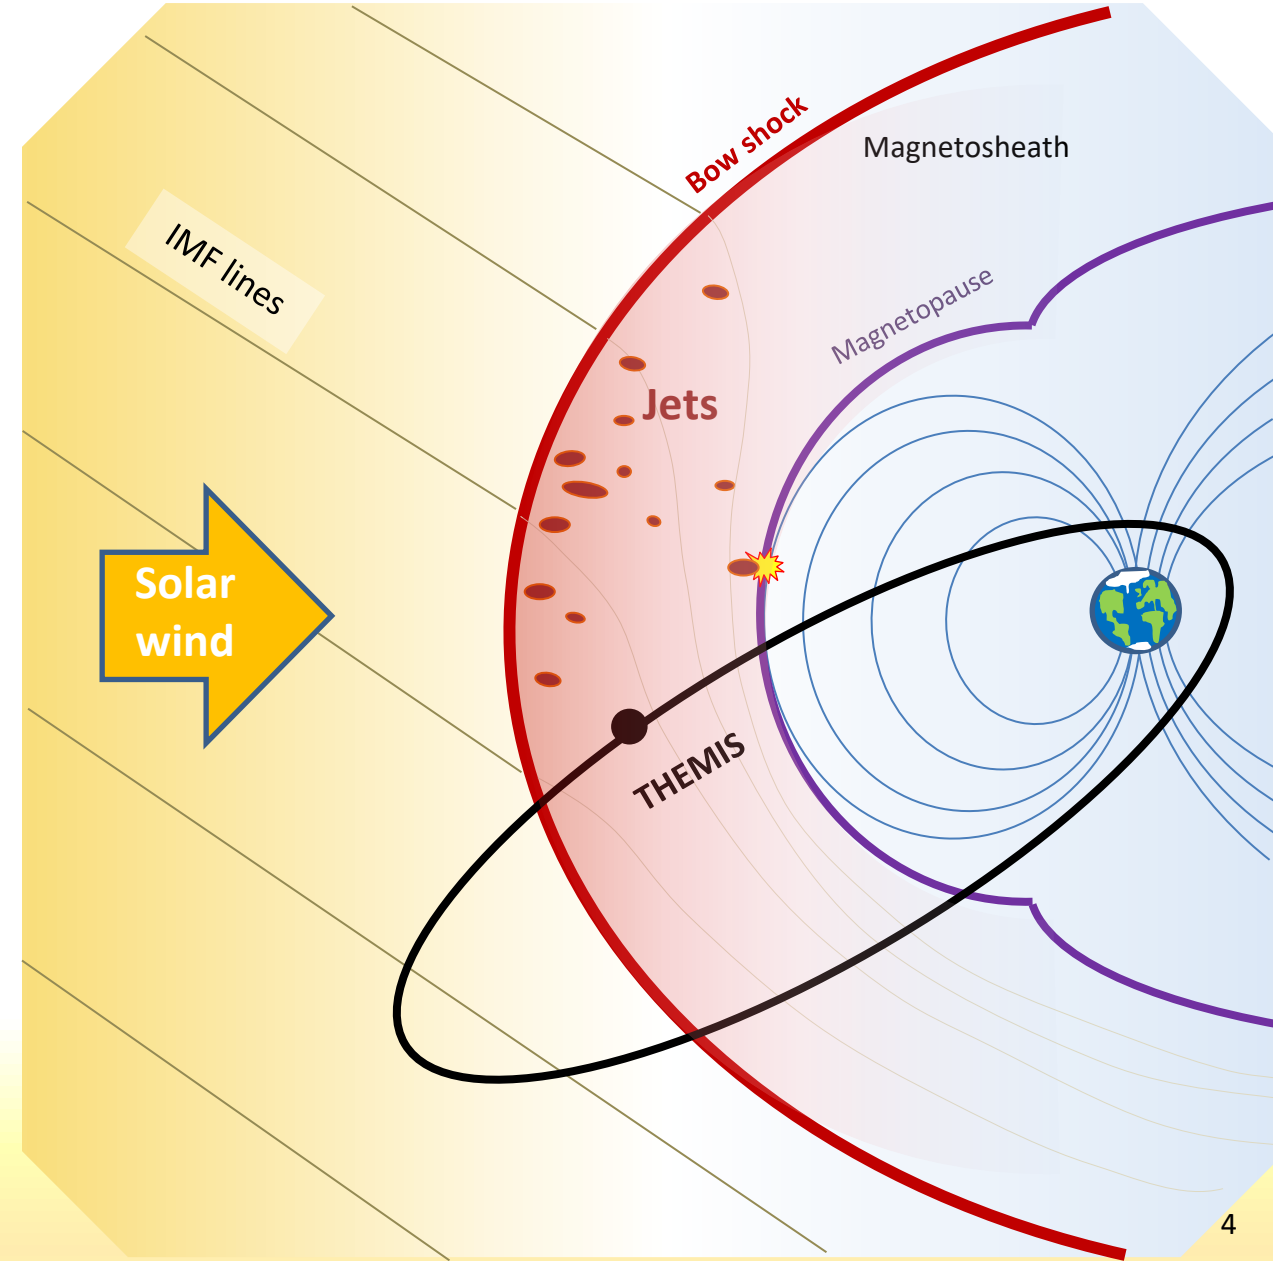 Bow shock
Magnetosheath
IMF lines
Magnetopause
Jets
Solar
wind
THEMIS
4